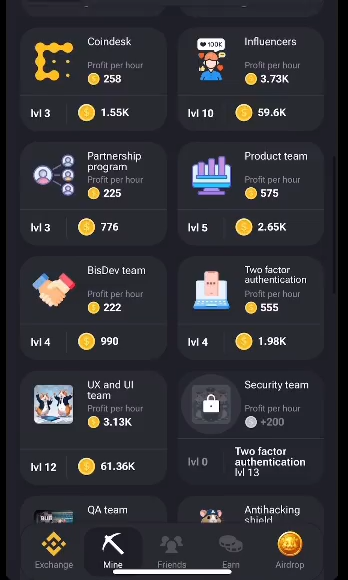 Coindesk
Profit per hour
258
lvl 3
1.55K
100K
Influencers
Profit per hour
3.73K
lvl 10
59.6K
Partnership
program
Profit per hour
225
lvl 3
776
Product team
Profit per hour
575
lvl 5
2.65K
BisDev team
Profit per hour
222
lvl 4
990
Two factor
authentication
Profit per hour
555
lvl 4
1.98K
UX and UI
team
Profit per hour
3.13K
lvl 12
61.36K
Security team
Profit per hour
+200
lvl 0
Two factor
authentication
lvl 13
QA team
Antihacking
shield
Exchange
Mine
Friends
Earn
Airdrop